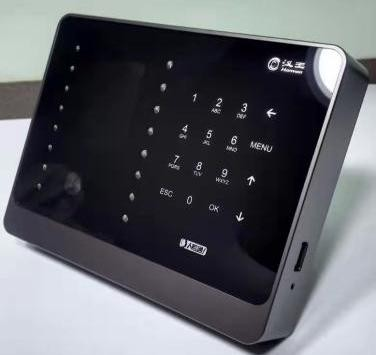 汉王
Hanvon
1 2 3 ←
ABC DEF
4 5 6 MENU
GHI JKL MNO
7 8 9 ↑
PQRS TUV WXYZ
ESC 0 OK ↓